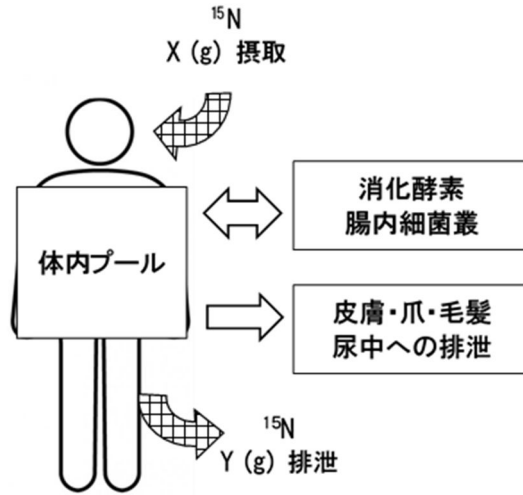 ¹⁵N
X (g) 摂取
消化酵素
腸内細菌叢
体内プール
皮膚・爪・毛髪
尿中への排泄
¹⁵N
Y (g) 排泄